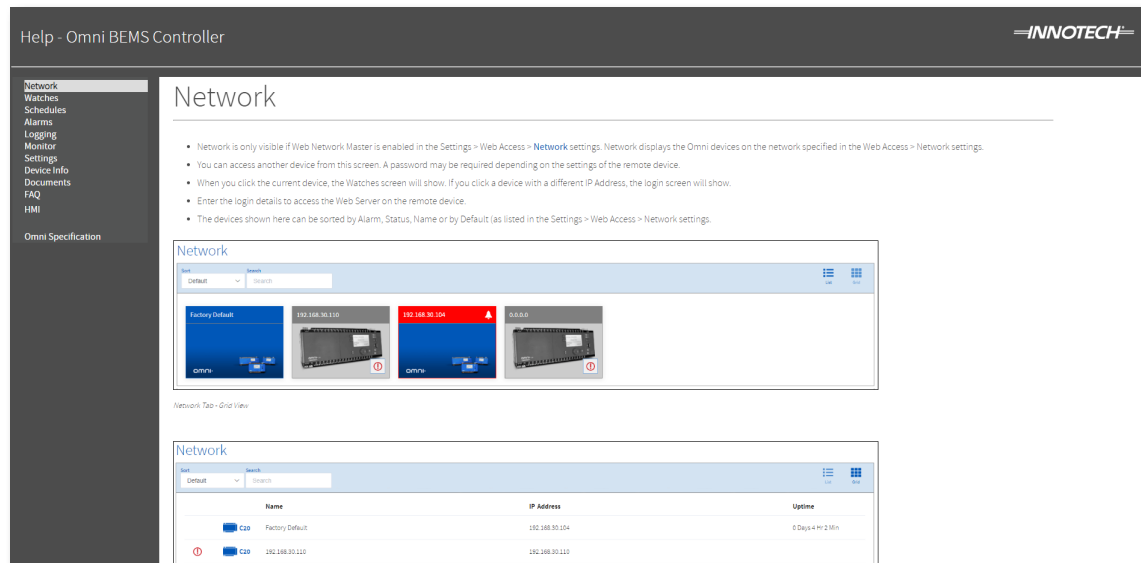 Help - Omni BEMS Controller
INNOTECH
Network
Watches
Schedules
Alarms
Logging
Monitor
Settings
Device Info
Documents
FAQ
HMI
Omni Specification
Network
Network is only visible if Web Network Master is enabled in the Settings > Web Access > Network settings. Network displays the Omni devices on the network specified in the Web Access > Network settings.
You can access another device from this screen. A password may be required depending on the settings of the remote device.
When you click the current device, the Watches screen will show. If you click a device with a different IP Address, the login screen will show.
Enter the login details to access the Web Server on the remote device.
The devices shown here can be sorted by Alarm, Status, Name or by Default (as listed in the Settings > Web Access > Network settings.
Network
Sort Search
Default Search
List Grid
Factory Default 192.168.30.110 192.168.30.104 0.0.0.0
omni omni
Network Tab - Grid View
Network
Sort Search
Default Search
List Grid
Name IP Address Uptime
C20 Factory Default 192.168.30.104 0 Days 4 Hr 2 Min
C20 192.168.30.110 192.168.30.110